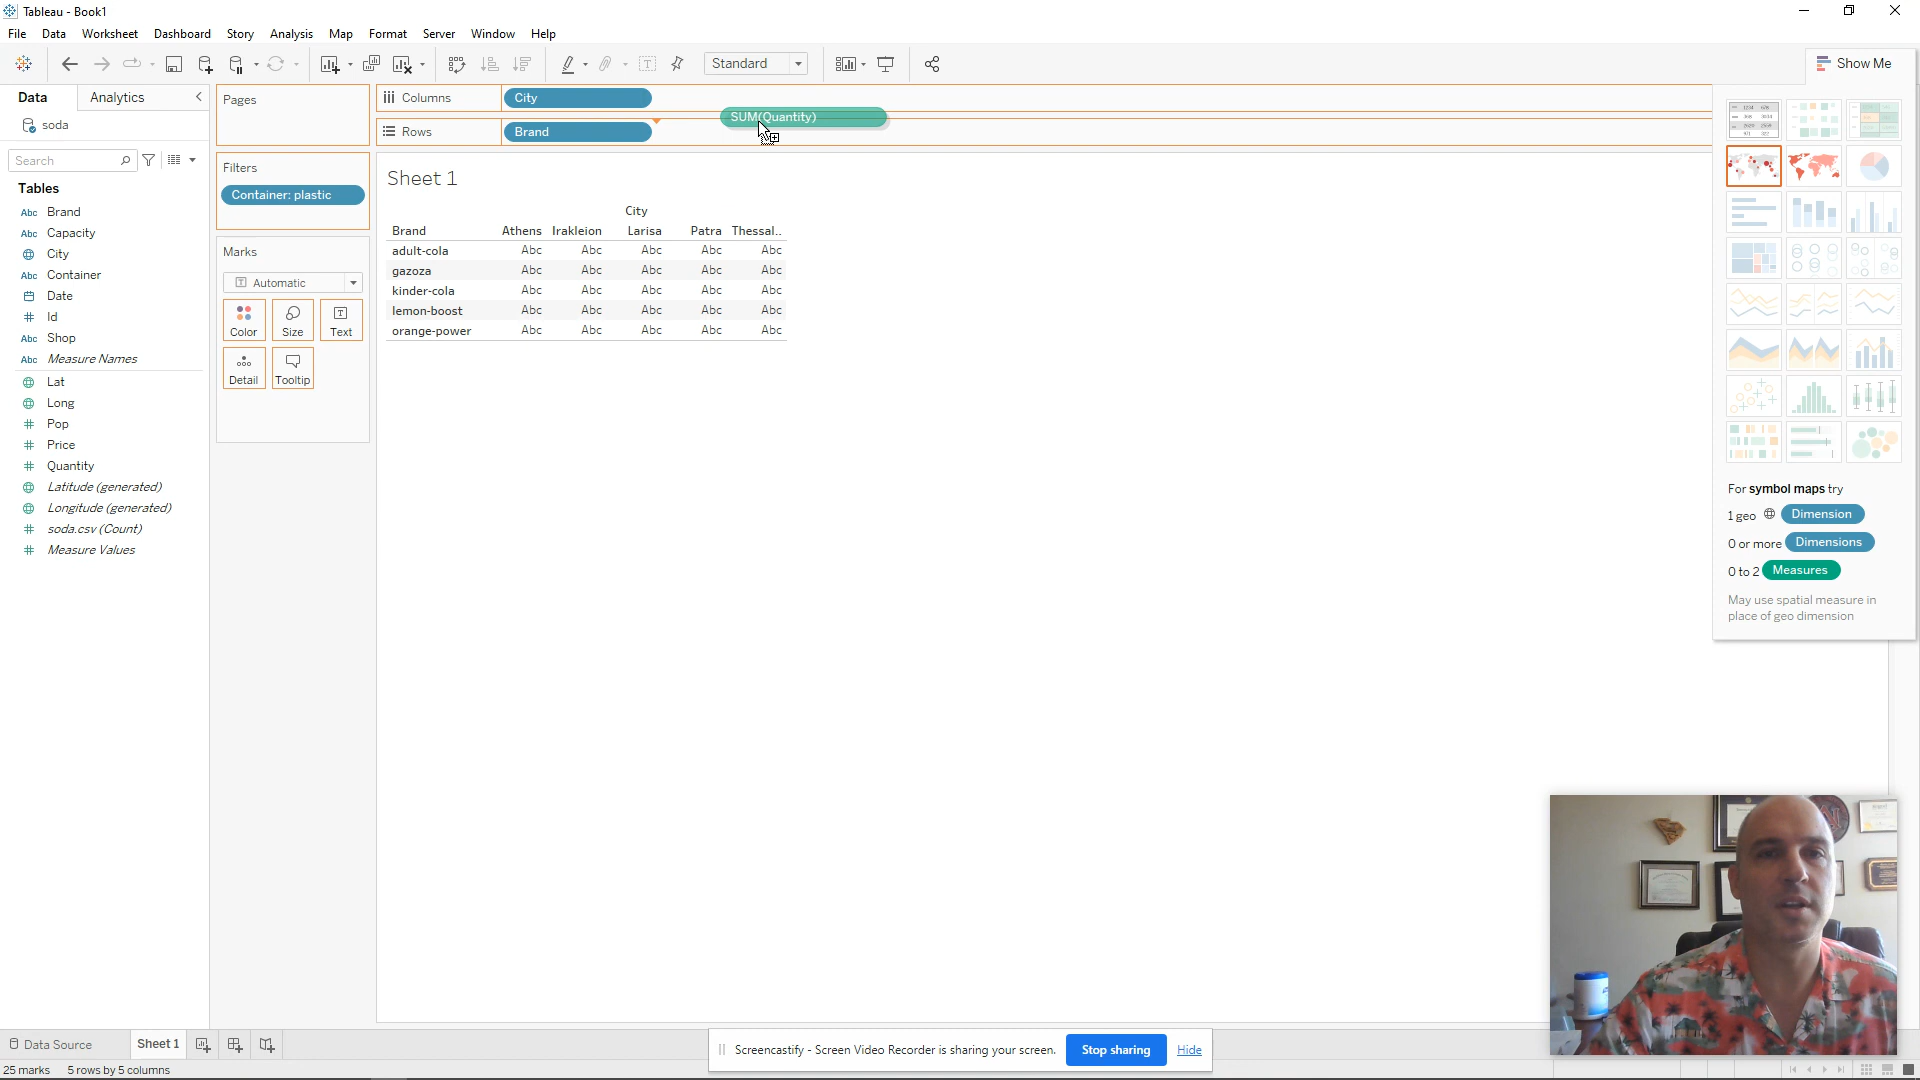 Tableau - Book1
File Data Worksheet Dashboard Story Analysis Map Format Server Window Help
Standard
Show Me
Data
Analytics
soda
Search
Tables
Abc Brand
Abc Capacity
City
Abc Container
Date
# Id
Abc Shop
Abc Measure Names
Lat
Long
# Pop
# Price
# Quantity
Latitude (generated)
Longitude (generated)
# soda.csv (Count)
# Measure Values
Pages
Filters
Container: plastic
Marks
Automatic
Color Size Text
Detail Tooltip
Columns City
SUM(Quantity)
Rows Brand
Sheet 1
City
Brand Athens Irakleion Larisa Patra Thessal..
adult-cola Abc Abc Abc Abc Abc
gazoza Abc Abc Abc Abc Abc
kinder-cola Abc Abc Abc Abc Abc
lemon-boost Abc Abc Abc Abc Abc
orange-power Abc Abc Abc Abc Abc
For symbol maps try
1 geo Dimension
0 or more Dimensions
0 to 2 Measures
May use spatial measure in
place of geo dimension
Data Source
Sheet 1
Screencastify - Screen Video Recorder is sharing your screen.
Stop sharing
Hide
25 marks 5 rows by 5 columns